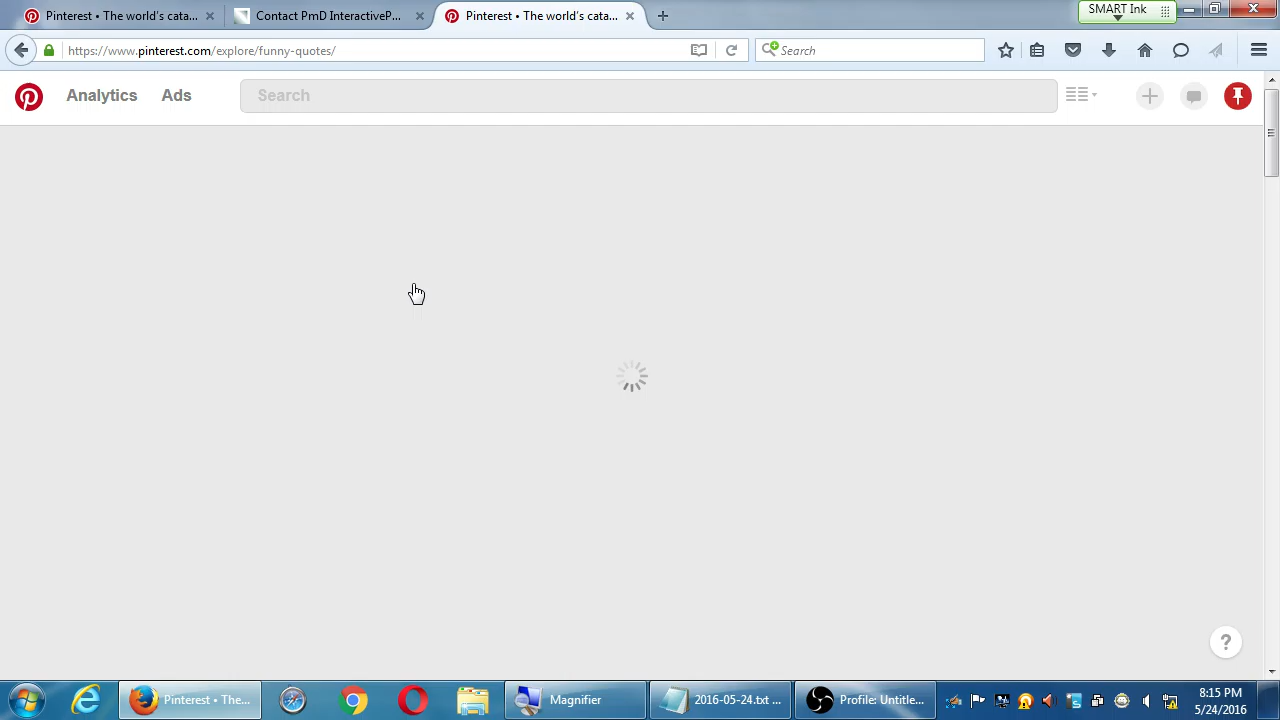 Pinterest • The world's cata...
Contact PmD InteractiveP...
Pinterest • The world's cata...
SMART Ink
https://www.pinterest.com/explore/funny-quotes/
Search
Analytics
Ads
Search
?
Pinterest • The...
Magnifier
2016-05-24.txt ...
Profile: Untitle...
8:15 PM
5/24/2016